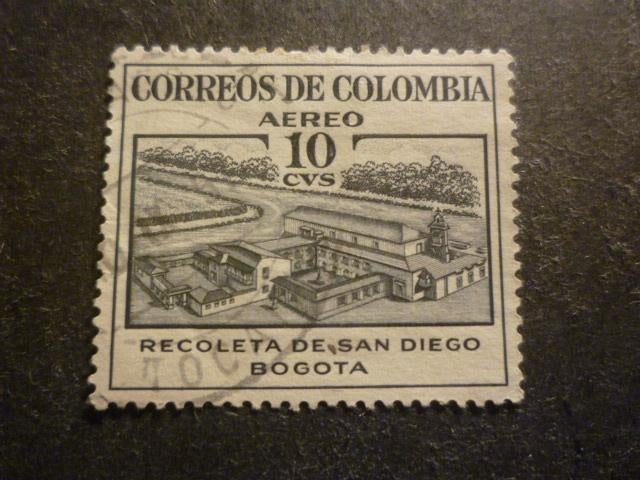 CORREOS DE COLOMBIA
AEREO
10
CVS
RECOLETA DE SAN DIEGO
BOGOTA